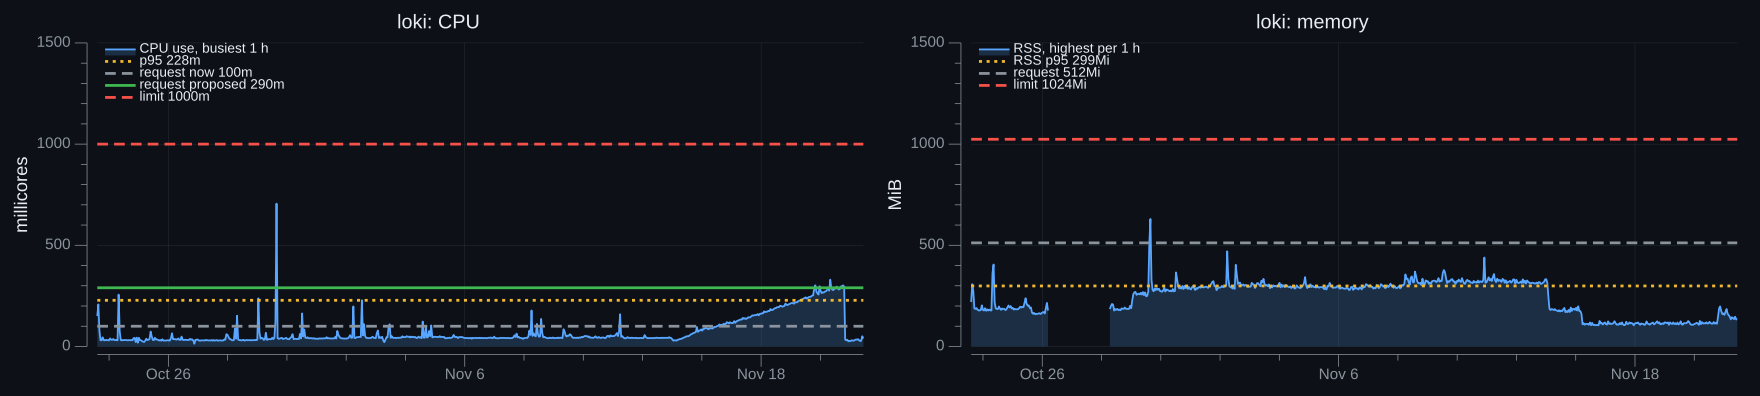 loki: CPU
1500
1000
500
0
millicores
CPU use, busiest 1 h
p95 228m
request now 100m
request proposed 290m
limit 1000m
Oct 26
Nov 6
Nov 18
loki: memory
1500
1000
500
0
MiB
RSS, highest per 1 h
RSS p95 299Mi
request 512Mi
limit 1024Mi
Oct 26
Nov 6
Nov 18